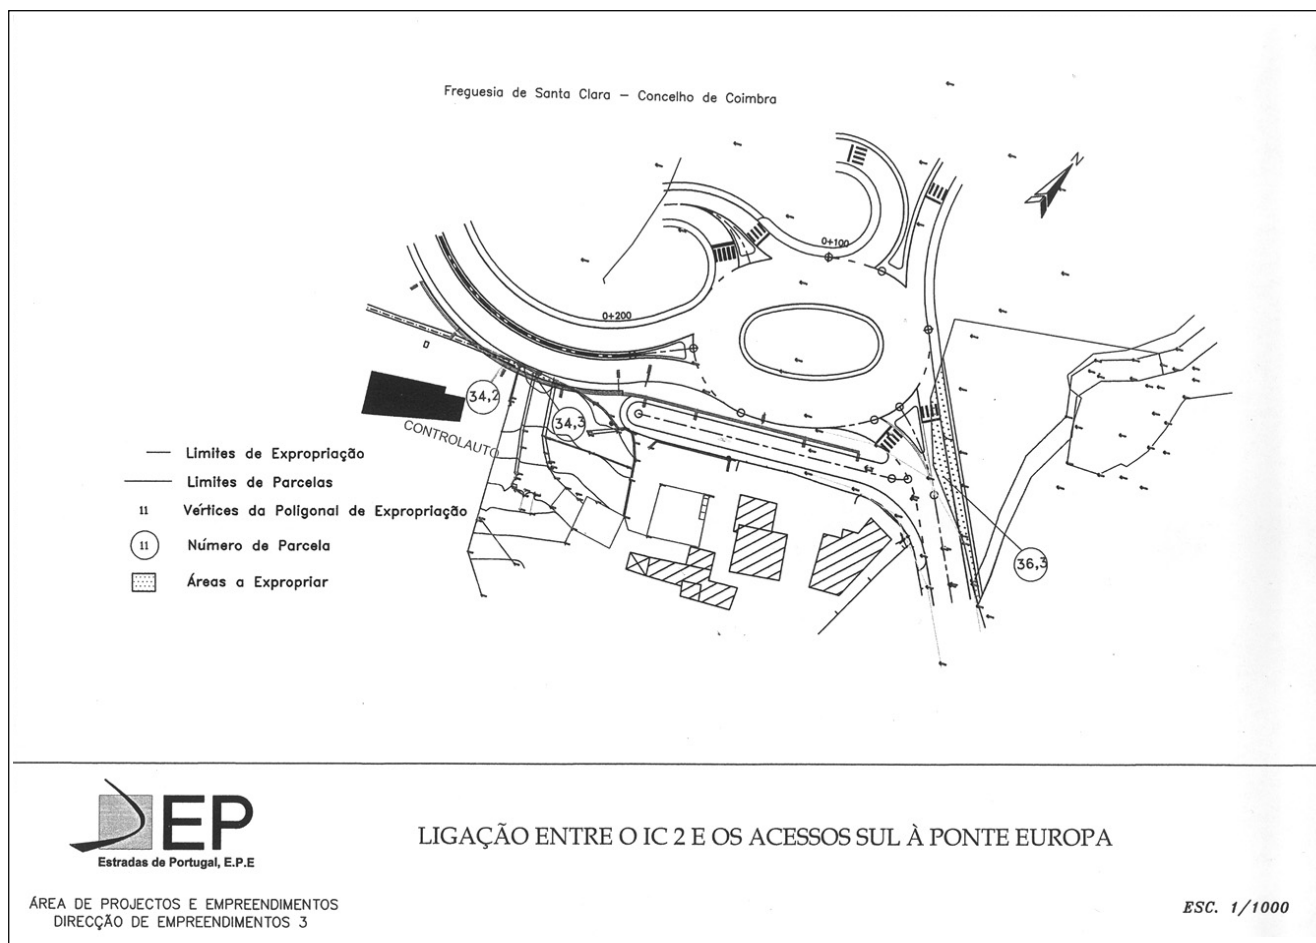 Freguesia de Santa Clara – Concelho de Coimbra
N
0+100
0+200
34,2
34,3
CONTROLAUTO
36,3
Limites de Expropriação
Limites de Parcelas
11 Vértices da Poligonal de Expropriação
11 Número de Parcela
Áreas a Expropriar
EP
Estradas de Portugal, E.P.E
LIGAÇÃO ENTRE O IC 2 E OS ACESSOS SUL À PONTE EUROPA
ÁREA DE PROJECTOS E EMPREENDIMENTOS
DIRECÇÃO DE EMPREENDIMENTOS 3
ESC. 1/1000